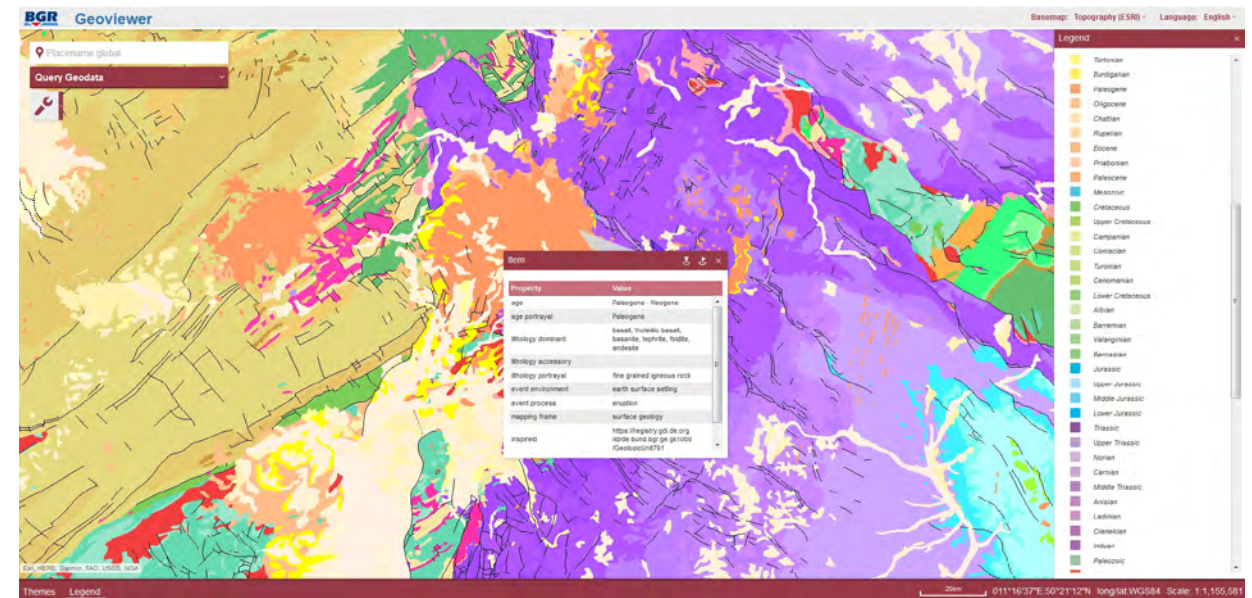 BGR Geoviewer
Basemap: Topography (ESRI)
Language: English
Placename global
Query Geodata
Item
Property Value
age Paleogene - Neogene
age portrayal Paleogene
lithology dominant basalt, tholeiitic basalt,
basanite, tephrite, foidite,
andesite
lithology accessory
lithology portrayal fine grained igneous rock
event environment earth surface setting
event process eruption
mapping frame surface geology
inspireid https://registry.gdi-de.org
/id/de.bund.bgr.ge.gk1000
/GeologicUnit791
Legend
Tortonian
Burdigalian
Paleogene
Oligocene
Chattian
Rupelian
Eocene
Priabonian
Paleocene
Mesozoic
Cretaceous
Upper Cretaceous
Campanian
Coniacian
Turonian
Cenomanian
Lower Cretaceous
Albian
Barremian
Valanginian
Berriasian
Jurassic
Upper Jurassic
Middle Jurassic
Lower Jurassic
Triassic
Upper Triassic
Norian
Carnian
Middle Triassic
Anisian
Ladinian
Olenekian
Induan
Paleozoic
Esri, HERE, Garmin, FAO, USGS, NGA
Themes Legend
20km
011°16'37"E:50°21'12"N long/lat:WGS84 Scale: 1:1,155,581